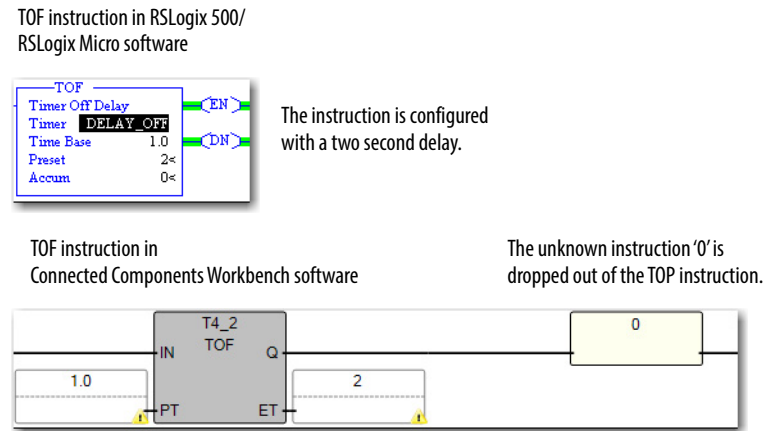 TOF instruction in RSLogix 500/
RSLogix Micro software
TOF
Timer Off Delay
Timer DELAY_OFF
Time Base 1.0
Preset 2<
Accum 0<
EN
DN
The instruction is configured
with a two second delay.
TOF instruction in
Connected Components Workbench software
The unknown instruction ‘0’ is
dropped out of the TOP instruction.
T4_2
TOF
IN
Q
PT
ET
1.0
2
0